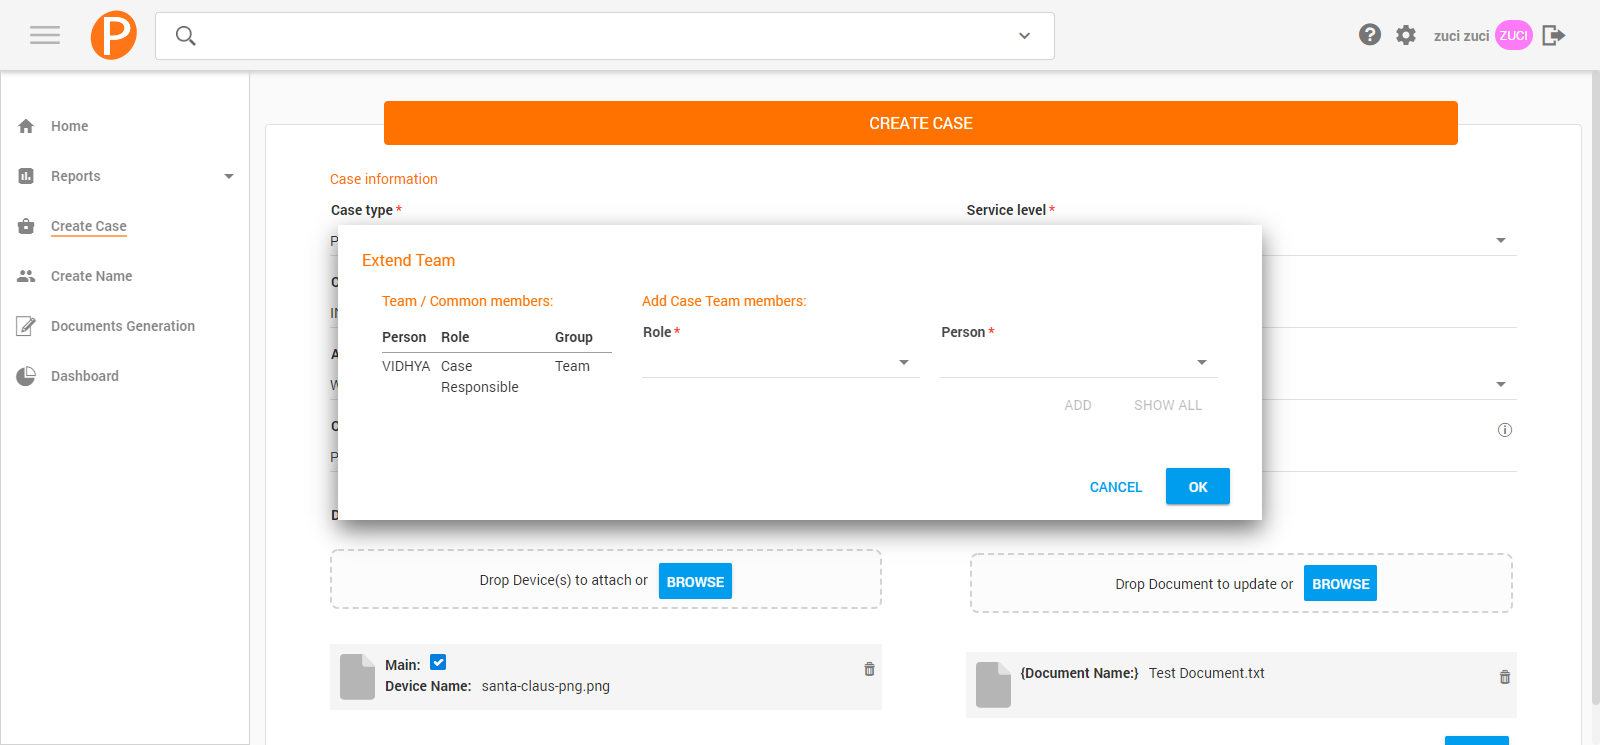 P
zuci zuci ZUCI
Home
Reports
Create Case
Create Name
Documents Generation
Dashboard
CREATE CASE
Case information
Case type *
Service level *
P
Extend Team
Team / Common members:
Add Case Team members:
Person Role Group
VIDHYA Case Responsible Team
Role *
Person *
ADD SHOW ALL
CANCEL OK
Drop Device(s) to attach or BROWSE
Drop Document to update or BROWSE
Main:
Device Name: santa-claus-png.png
{Document Name:} Test Document.txt